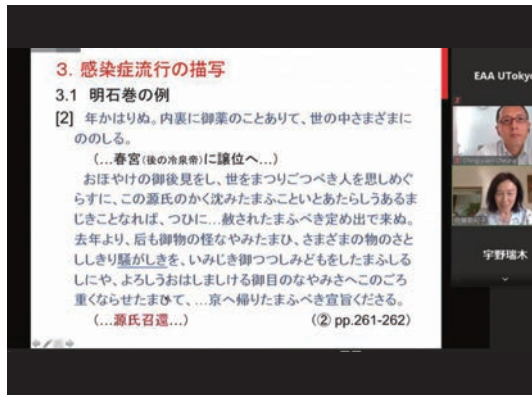 3. 感染症流行の描写
3.1 明石巻の例
[2] 年かはりぬ。内裏に御薬のことありて、世の中さまざまに
ののしる。
(…春宮(後の冷泉帝)に譲位へ…)
おほやけの御後見をし、世をまつりごつべき人を思しめぐ
らすに、この源氏のかく沈みたまふこといとあたらしうあるま
じきことなれば、つひに…赦されたまふべき定め出で来ぬ。
去年より、后も御物の怪なやみたまひ、さまざまの物のさと
ししきり騒がしきを、いみじき御つつしみどもをしたまふしる
しにや、よろしうおはしましける御目のなやみさへこのごろ
重くならせたまひて、…京へ帰りたまふべき宣旨くださる。
(…源氏召還…) (② pp.261-262)
EAA UTokyo
宇野瑞木